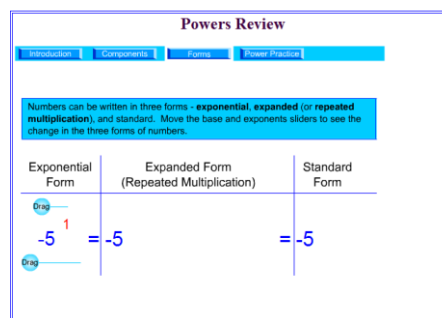 Powers Review
Introduction Components Forms Power Practice
Numbers can be written in three forms - exponential, expanded (or repeated
multiplication), and standard. Move the base and exponents sliders to see the
change in the three forms of numbers.
Exponential Expanded Form Standard
Form (Repeated Multiplication) Form
Drag
1
-5 = -5 = -5
Drag